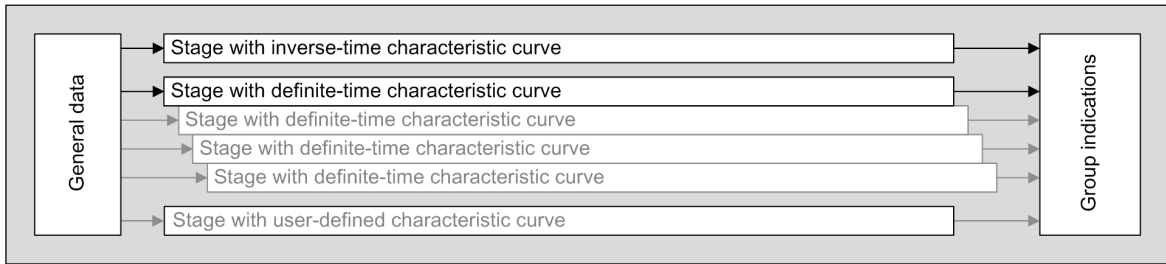 General data
Stage with inverse-time characteristic curve
Stage with definite-time characteristic curve
Stage with definite-time characteristic curve
Stage with definite-time characteristic curve
Stage with definite-time characteristic curve
Stage with user-defined characteristic curve
Group indications